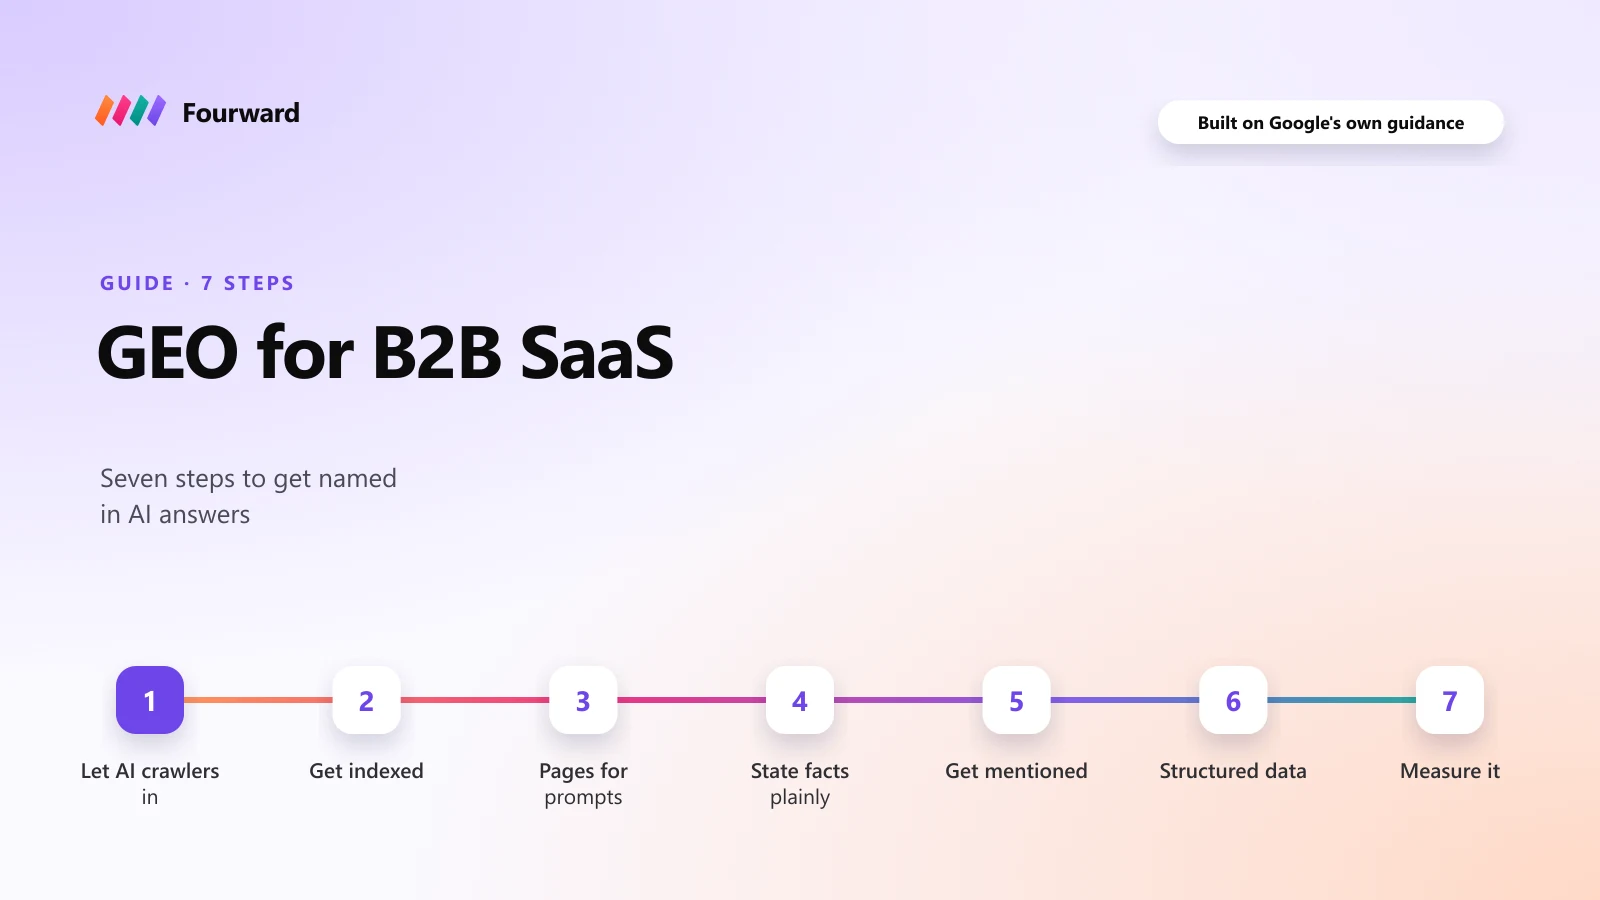 Fourward
Built on Google's own guidance
GUIDE · 7 STEPS
GEO for B2B SaaS
Seven steps to get named
in AI answers
1
2
3
4
5
6
7
Let AI crawlers
in
Get indexed
Pages for
prompts
State facts
plainly
Get mentioned
Structured data
Measure it